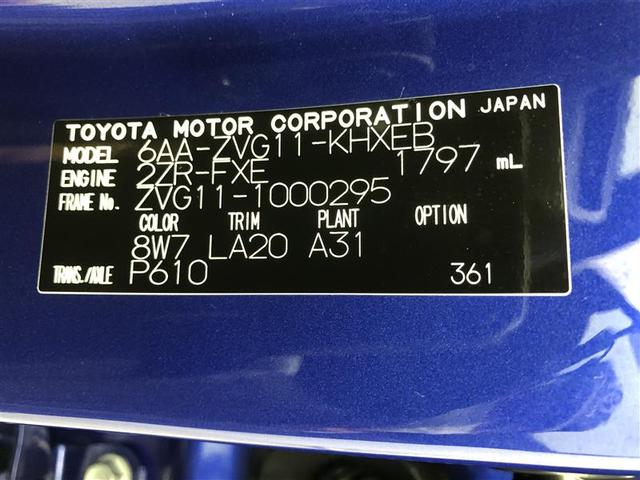 TOYOTA MOTOR CORPORATION JAPAN
MODEL 6AA-ZVG11-KHXEB
ENGINE 2ZR-FXE 1797 mL
FRAME No. ZVG11-1000295
COLOR TRIM PLANT OPTION
8W7 LA20 A31
TRANS./AXLE P610 361